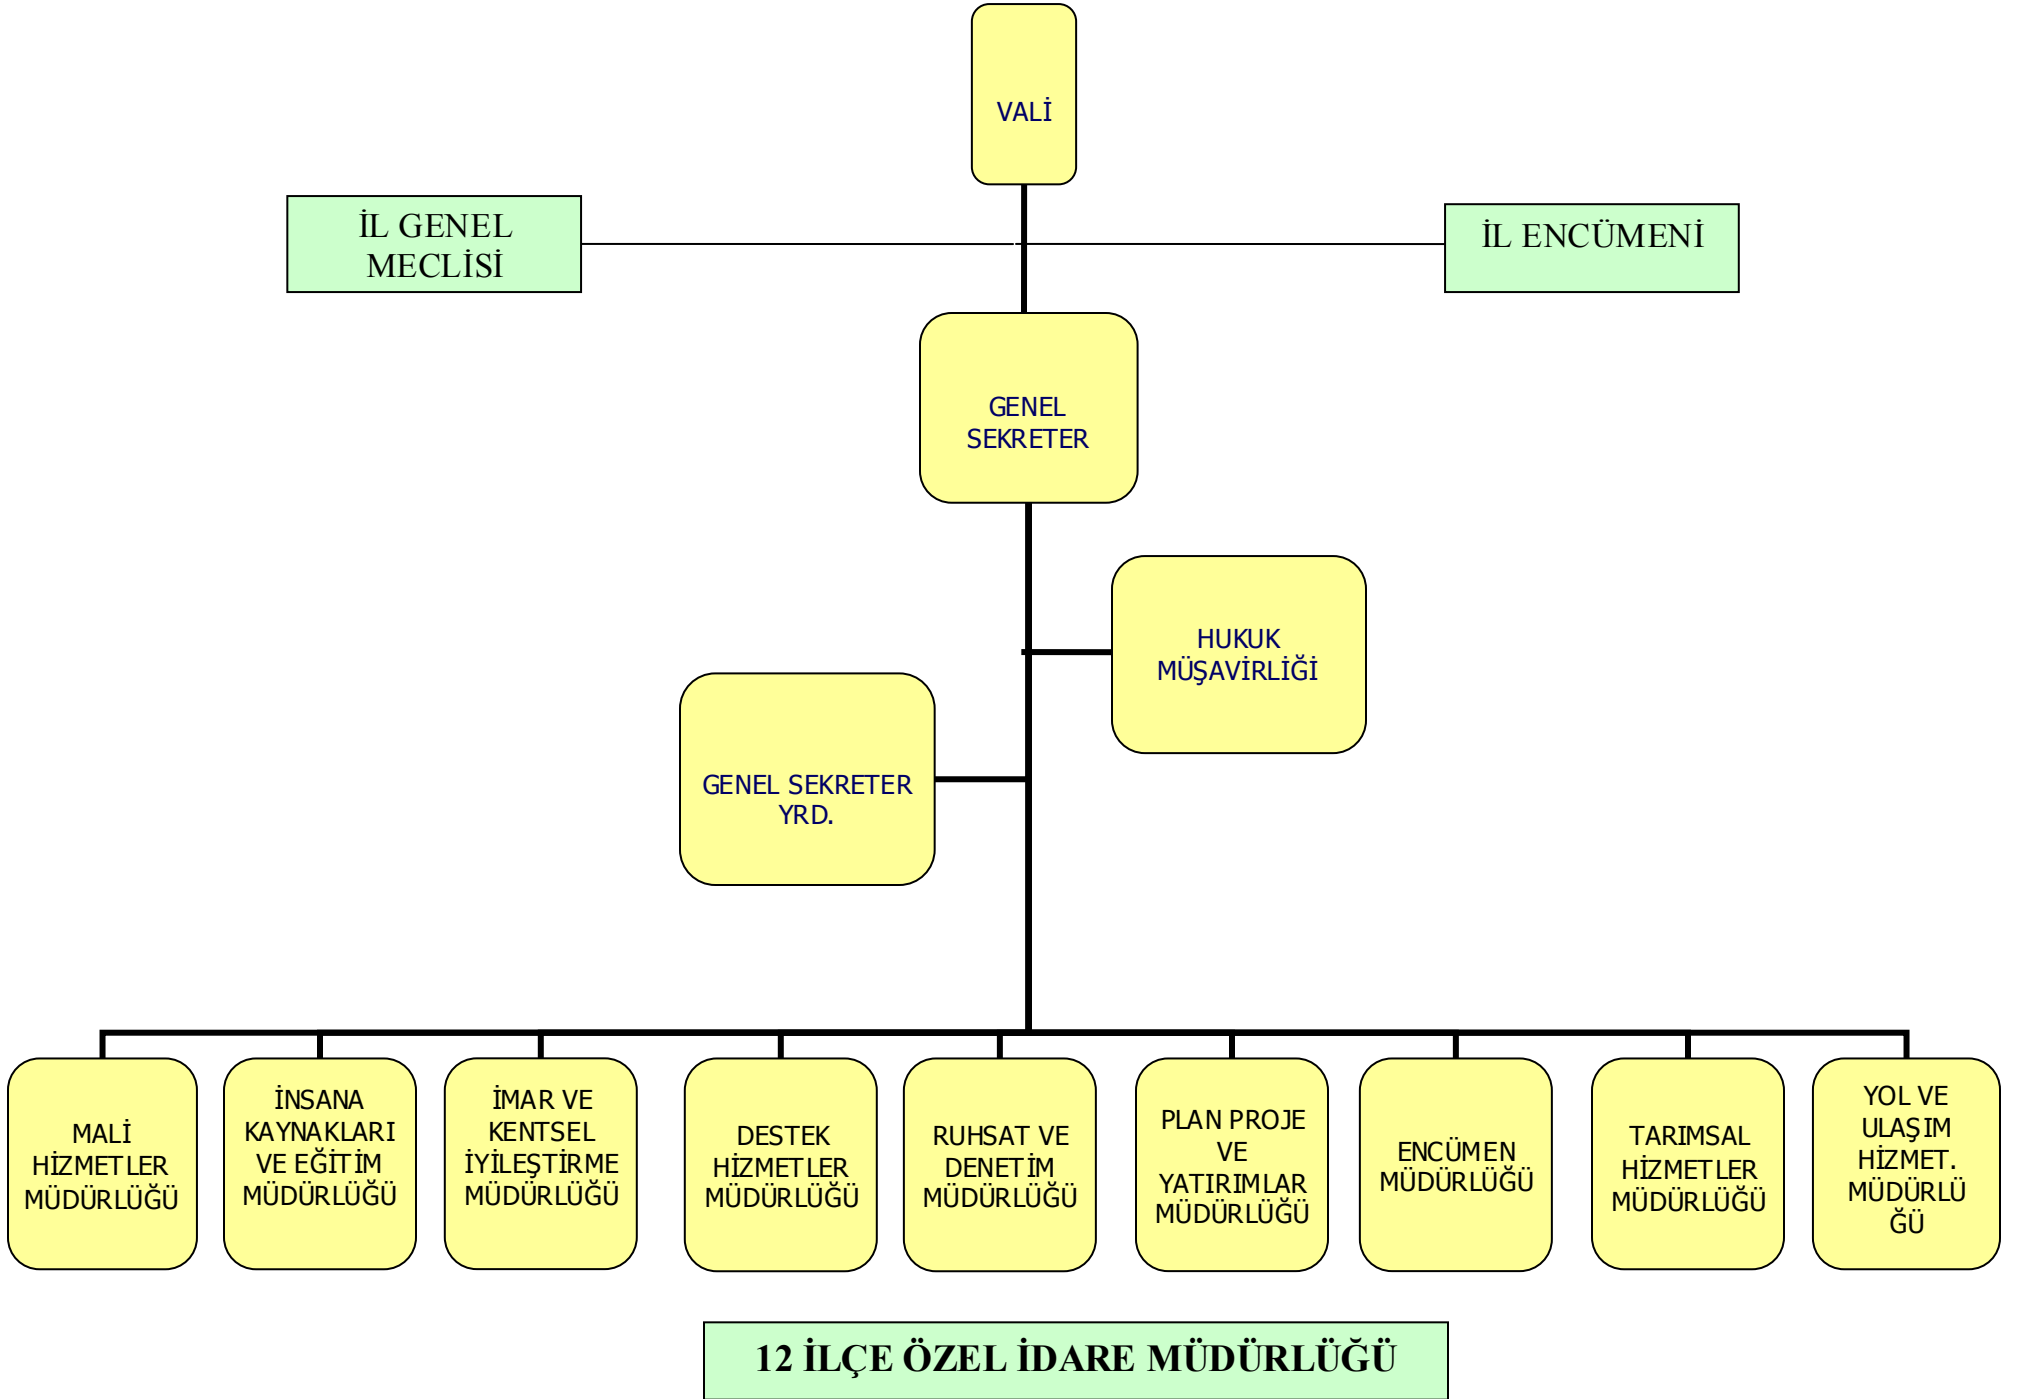 VALİ
İL GENEL
MECLİSİ
İL ENCÜMENİ
GENEL
SEKRETER
HUKUK
MÜŞAVİRLİĞİ
GENEL SEKRETER
YRD.
MALİ
HİZMETLER
MÜDÜRLÜĞÜ
İNSANA
KAYNAKLARI
VE EĞİTİM
MÜDÜRLÜĞÜ
İMAR VE
KENTSEL
İYİLEŞTİRME
MÜDÜRLÜĞÜ
DESTEK
HİZMETLER
MÜDÜRLÜĞÜ
RUHSAT VE
DENETİM
MÜDÜRLÜĞÜ
PLAN PROJE
VE
YATIRIMLAR
MÜDÜRLÜĞÜ
ENCÜMEN
MÜDÜRLÜĞÜ
TARIMSAL
HİZMETLER
MÜDÜRLÜĞÜ
YOL VE
ULAŞIM
HİZMET.
MÜDÜRLÜ
ĞÜ
12 İLÇE ÖZEL İDARE MÜDÜRLÜĞÜ